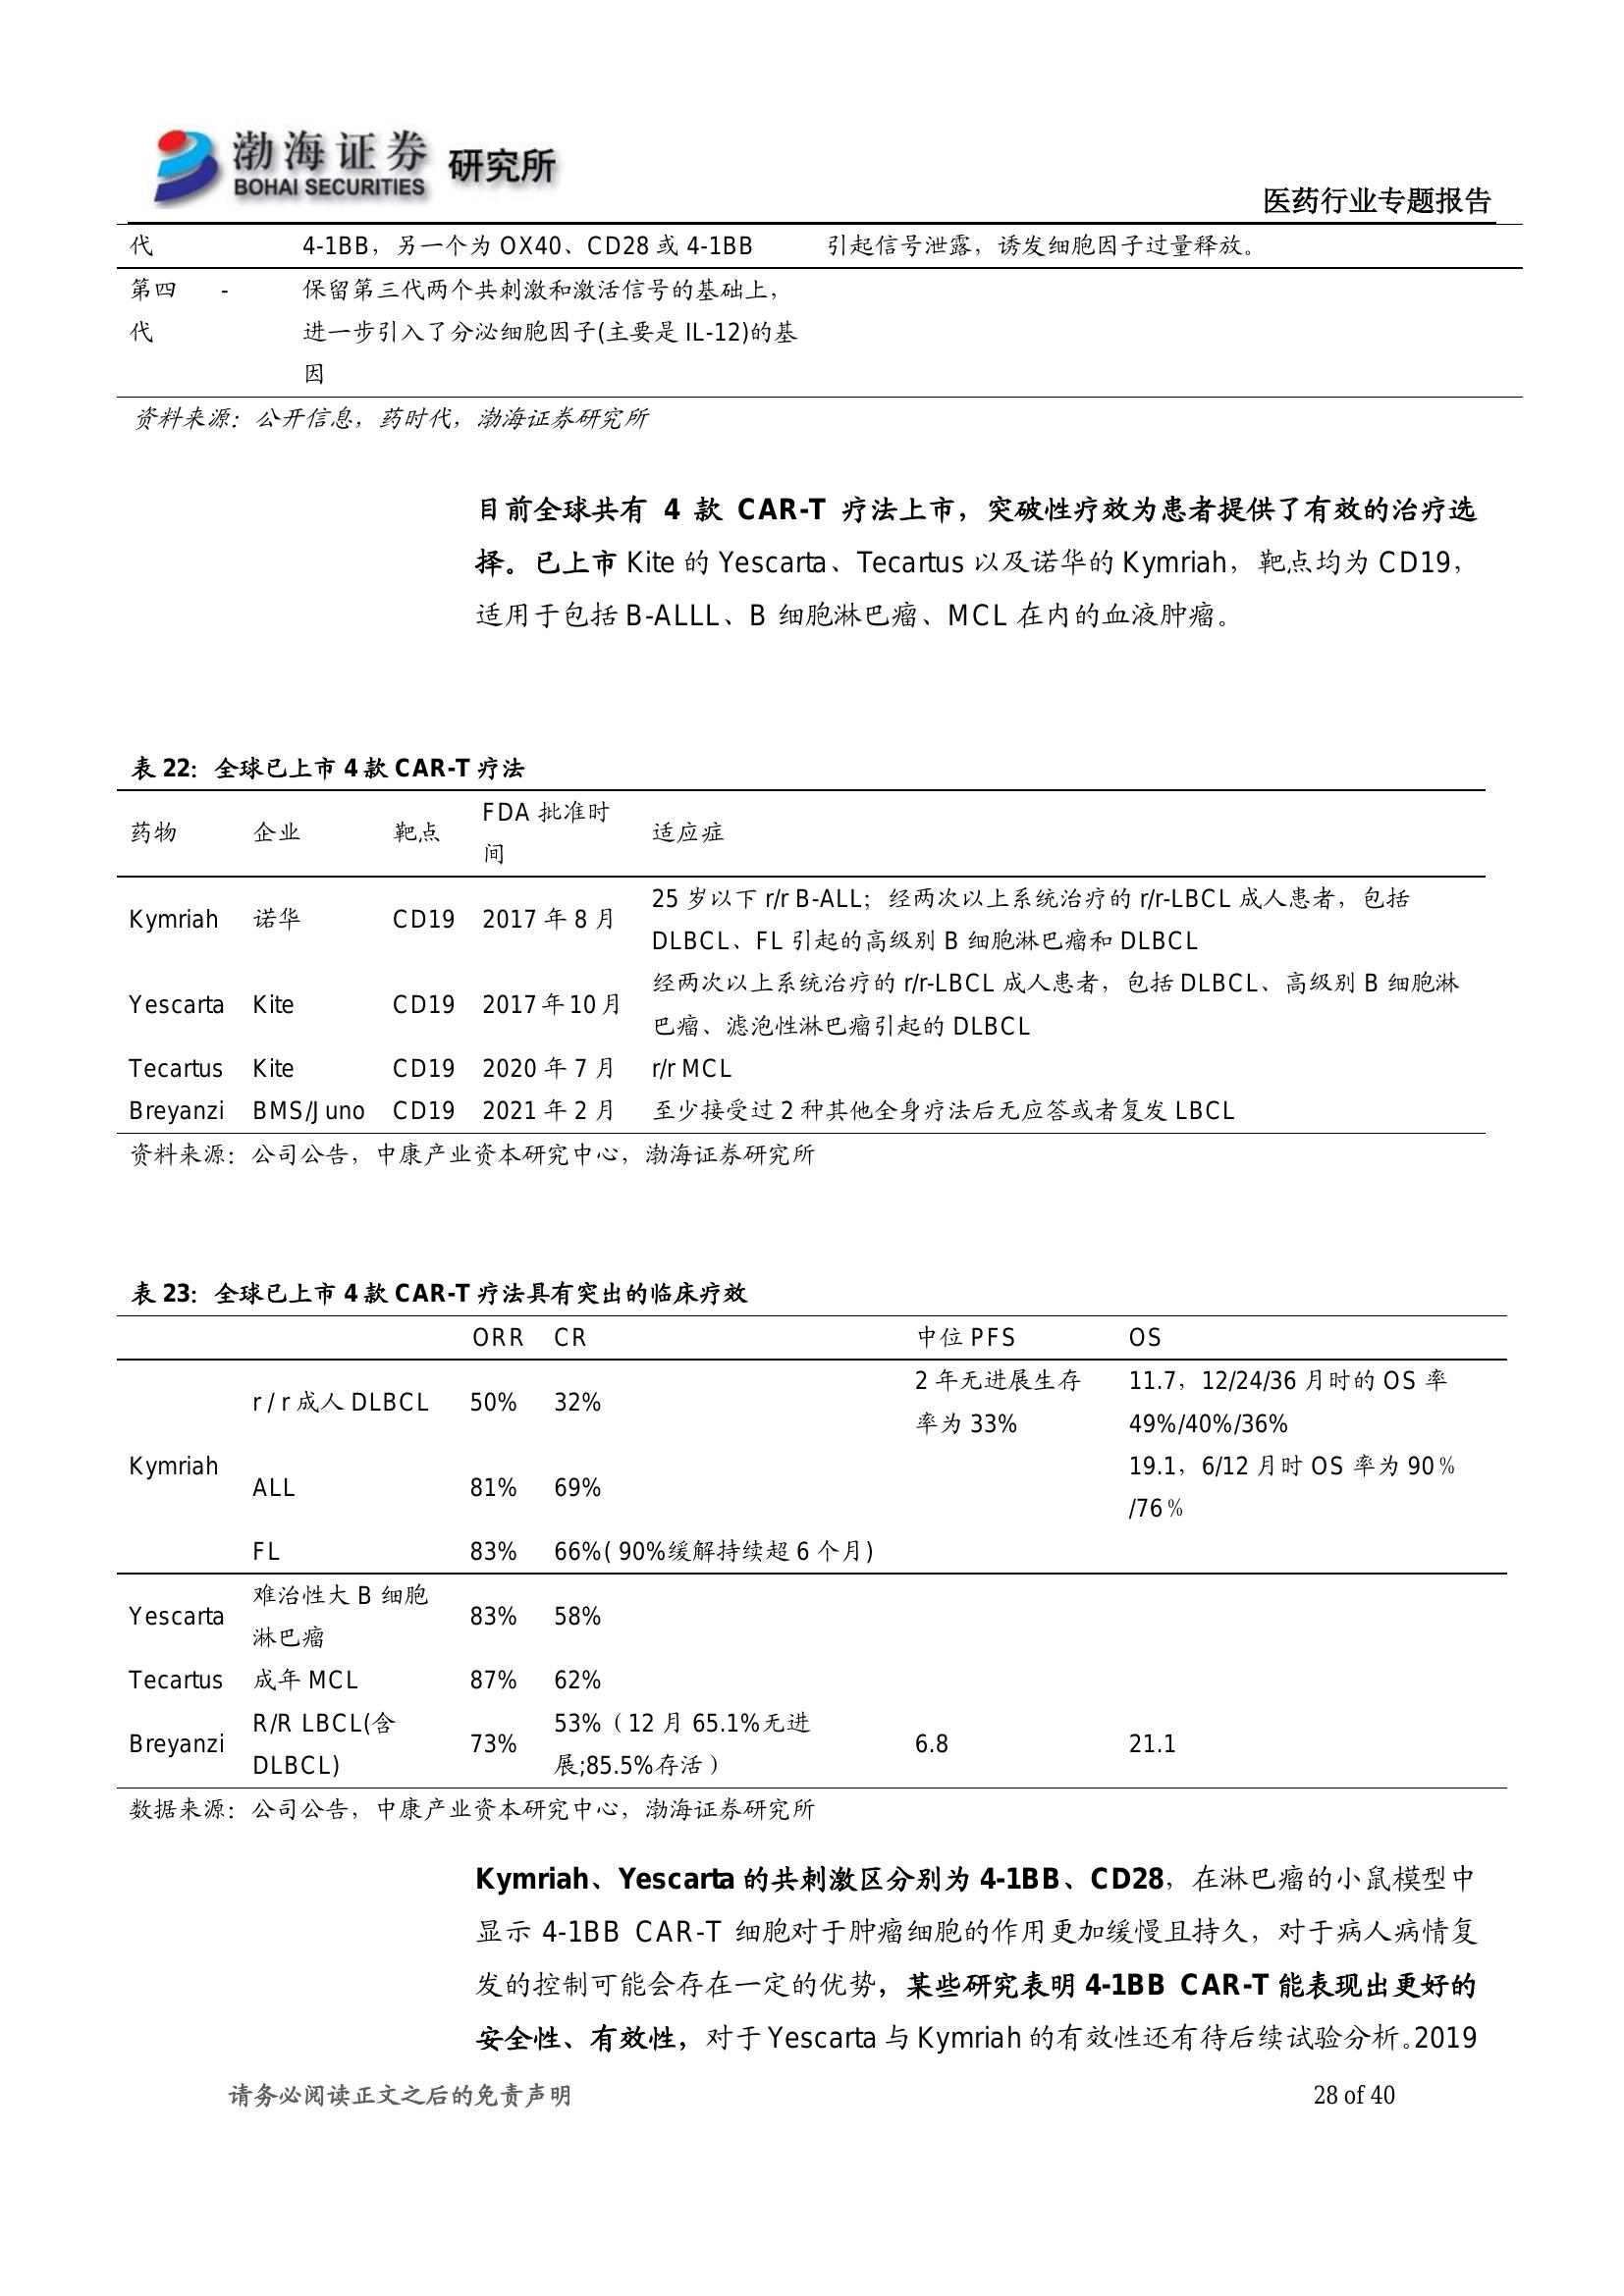 渤海证券 研究所
BOHAI SECURITIES
医药行业专题报告
代 4-1BB，另一个为 OX40、CD28 或 4-1BB 引起信号泄露，诱发细胞因子过量释放。
第四 - 保留第三代两个共刺激和激活信号的基础上，
代 进一步引入了分泌细胞因子(主要是 IL-12)的基
因
资料来源：公开信息，药时代，渤海证券研究所
目前全球共有 4 款 CAR-T 疗法上市，突破性疗效为患者提供了有效的治疗选
择。已上市 Kite 的 Yescarta、Tecartus 以及诺华的 Kymriah，靶点均为 CD19，
适用于包括 B-ALLL、B 细胞淋巴瘤、MCL 在内的血液肿瘤。
表 22：全球已上市 4 款 CAR-T 疗法
药物 企业 靶点 FDA 批准时
间 适应症
Kymriah 诺华 CD19 2017 年 8 月 25 岁以下 r/r B-ALL；经两次以上系统治疗的 r/r-LBCL 成人患者，包括
DLBCL、FL 引起的高级别 B 细胞淋巴瘤和 DLBCL
Yescarta Kite CD19 2017 年 10 月 经两次以上系统治疗的 r/r-LBCL 成人患者，包括 DLBCL、高级别 B 细胞淋
巴瘤、滤泡性淋巴瘤引起的 DLBCL
Tecartus Kite CD19 2020 年 7 月 r/r MCL
Breyanzi BMS/Juno CD19 2021 年 2 月 至少接受过 2 种其他全身疗法后无应答或者复发 LBCL
资料来源：公司公告，中康产业资本研究中心，渤海证券研究所
表 23：全球已上市 4 款 CAR-T 疗法具有突出的临床疗效
ORR CR 中位 PFS OS
Kymriah
r / r 成人 DLBCL 50% 32% 2 年无进展生存
率为 33% 11.7，12/24/36 月时的 OS 率
49%/40%/36%
ALL 81% 69% 19.1，6/12 月时 OS 率为 90％
/76％
FL 83% 66%( 90%缓解持续超 6 个月)
Yescarta 难治性大 B 细胞
淋巴瘤 83% 58%
Tecartus 成年 MCL 87% 62%
Breyanzi R/R LBCL(含
DLBCL) 73% 53%（12 月 65.1%无进
展;85.5%存活） 6.8 21.1
数据来源：公司公告，中康产业资本研究中心，渤海证券研究所
Kymriah、Yescarta 的共刺激区分别为 4-1BB、CD28，在淋巴瘤的小鼠模型中
显示 4-1BB CAR-T 细胞对于肿瘤细胞的作用更加缓慢且持久，对于病人病情复
发的控制可能会存在一定的优势，某些研究表明 4-1BB CAR-T 能表现出更好的
安全性、有效性，对于 Yescarta 与 Kymriah 的有效性还有待后续试验分析。2019
请务必阅读正文之后的免责声明 28 of 40